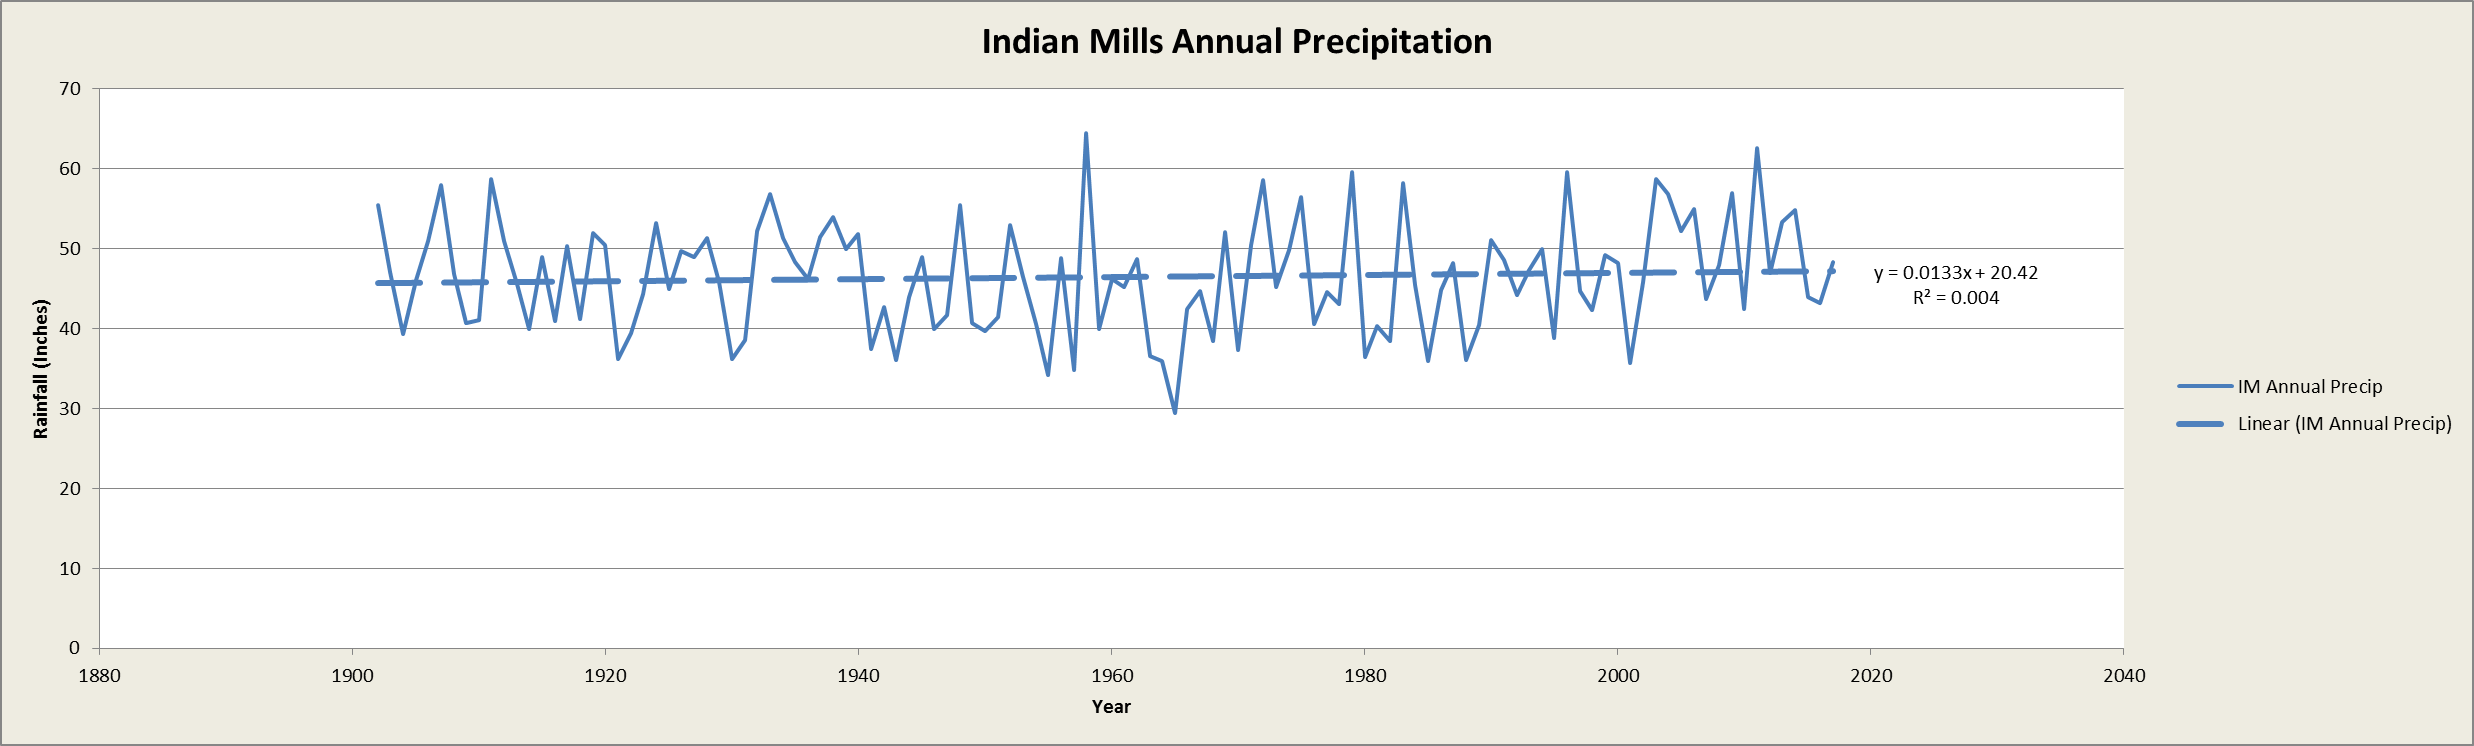 Indian Mills Annual Precipitation
70
60
50
40
30
20
10
0
Rainfall (Inches)
1880 1900 1920 1940 1960 1980 2000 2020 2040
Year
y = 0.0133x + 20.42
R² = 0.004
IM Annual Precip
Linear (IM Annual Precip)